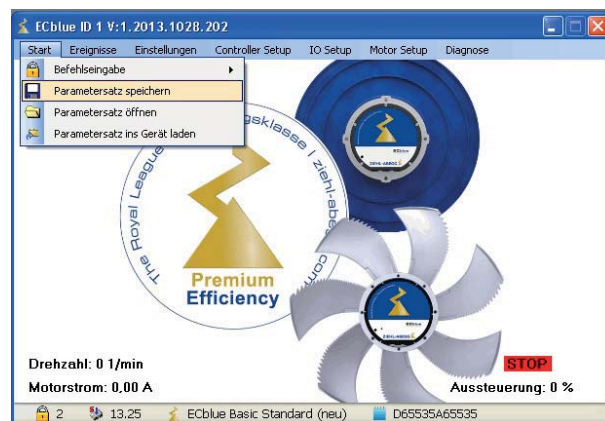 ECblue ID 1 V:1.2013.1028.202
Start Ereignisse Einstellungen Controller Setup IO Setup Motor Setup Diagnose
Befehlseingabe
Parametersatz speichern
Parametersatz öffnen
Parametersatz ins Gerät laden
The Royal League
ngsklasse I ziehl-abegg.com
Premium
Efficiency
ECblue
ZIEHL-ABEGG
ZIEHL-ABEGG
Drehzahl: 0 1/min
STOP
Motorstrom: 0,00 A
Aussteuerung: 0 %
2 13.25 ECblue Basic Standard (neu) D65535A65535